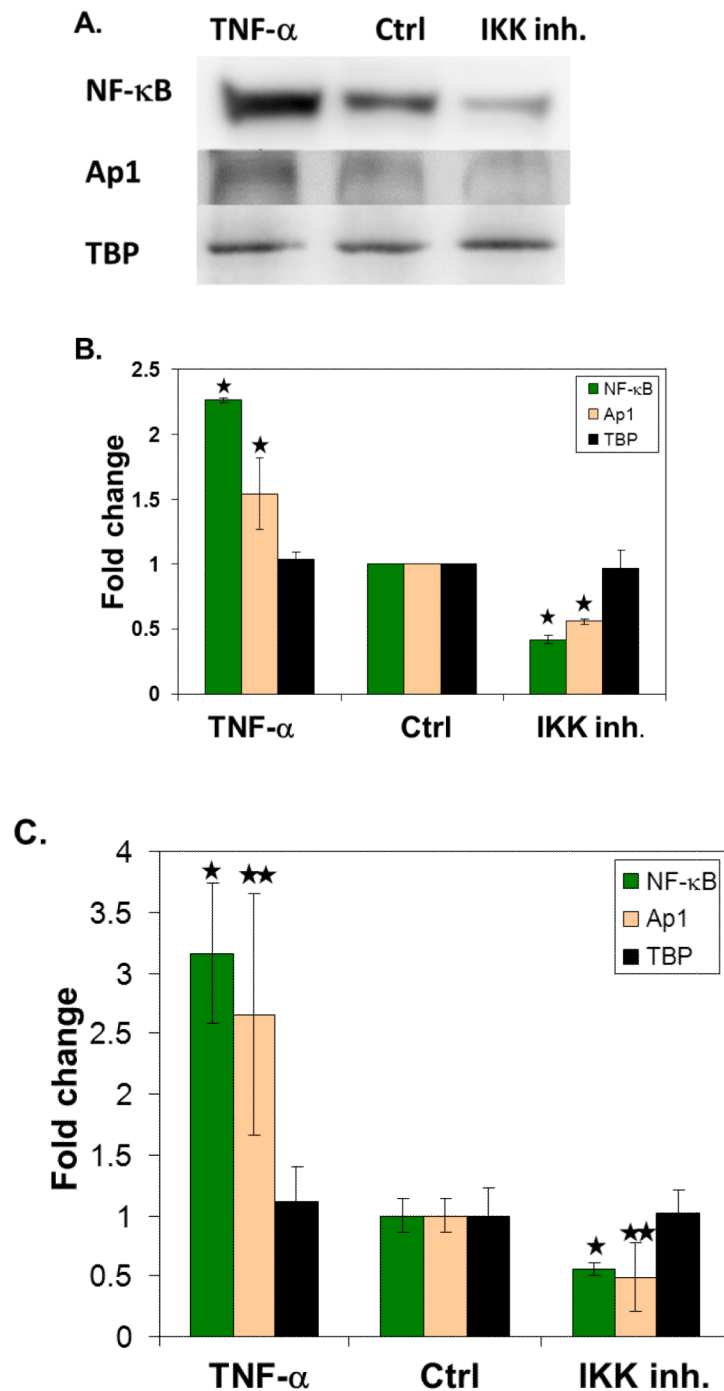 A.
TNF-α Ctrl IKK inh.
NF-κB
Ap1
TBP
B.
Fold change
2.5
2
1.5
1
0.5
0
★
★
★ ★
NF-κB
Ap1
TBP
TNF-α Ctrl IKK inh.
C.
Fold change
4
3.5
3
2.5
2
1.5
1
0.5
0
★ ★★
★ ★★
NF-κB
Ap1
TBP
TNF-α Ctrl IKK inh.